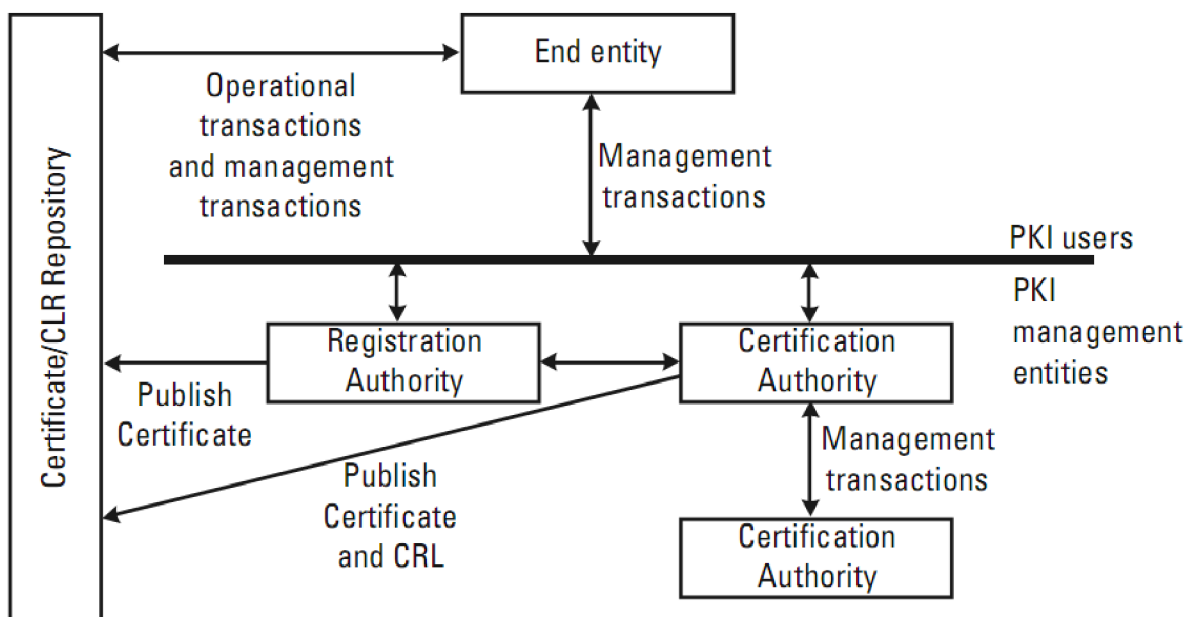 Certificate/CLR Repository
End entity
Operational
transactions
and management
transactions
Management
transactions
PKI users
PKI
management
entities
Registration
Authority
Certification
Authority
Publish
Certificate
Management
transactions
Publish
Certificate
and CRL
Certification
Authority